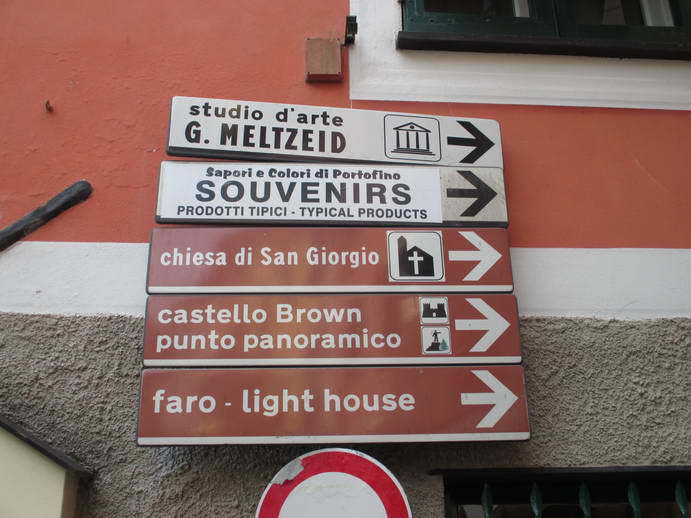 studio d'arte
G. MELTZEID
Sapori e Colori di Portofino
SOUVENIRS
PRODOTTI TIPICI - TYPICAL PRODUCTS
chiesa di San Giorgio
castello Brown
punto panoramico
faro - light house